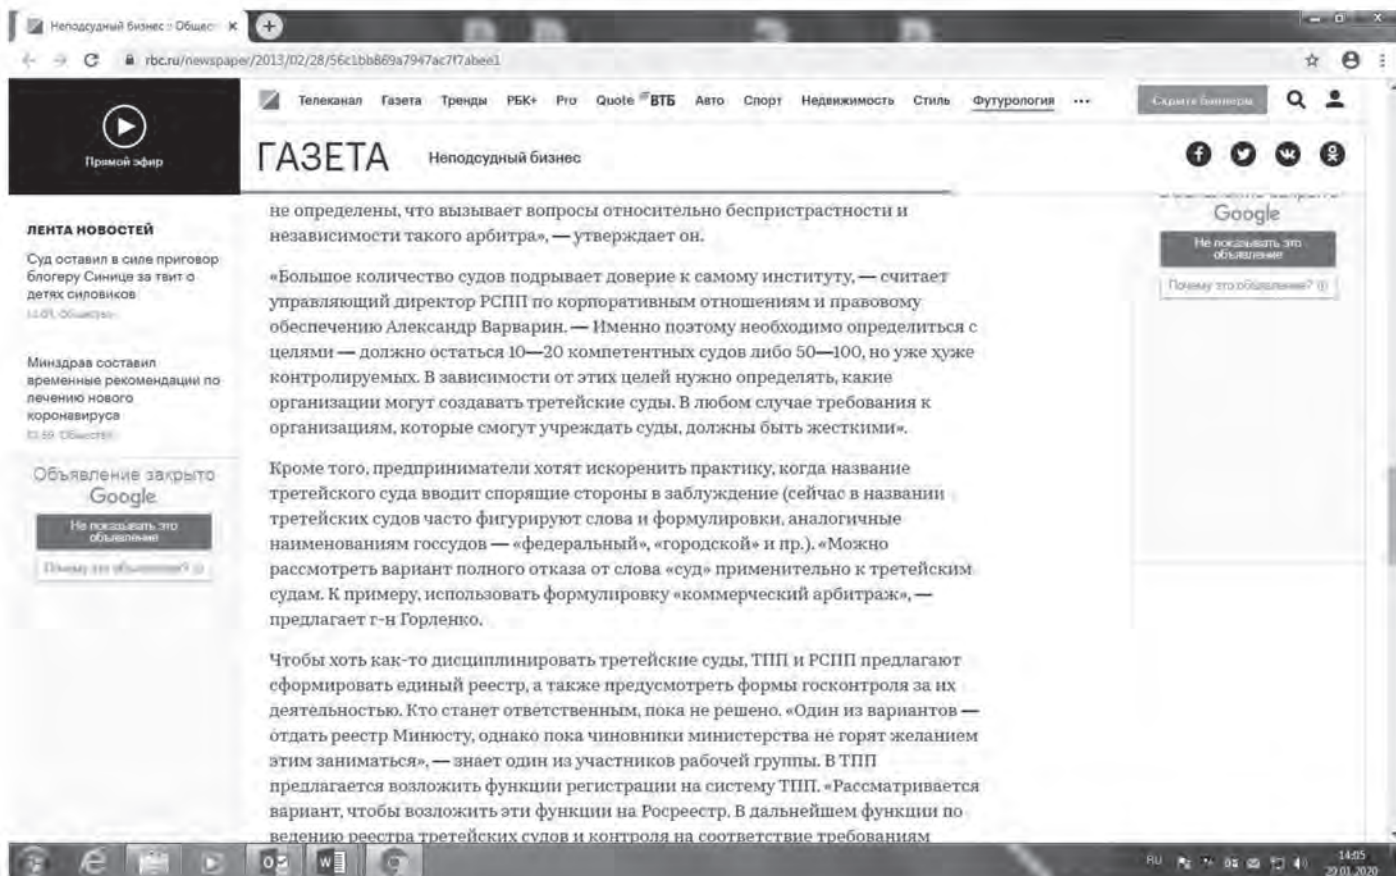 Неподсудный бизнес :: Общес
rbc.ru/newspaper/2013/02/28/56c1bb869a7947ac7f7abee1
Телеканал Газета Тренды РБК+ Pro Quote ВТБ Авто Спорт Недвижимость Стиль Футурология ...
Скрыть баннеры
Прямой эфир
ГАЗЕТА
Неподсудный бизнес
ЛЕНТА НОВОСТЕЙ
Суд оставил в силе приговор
блогеру Синице за твит о
детях силовиков
Общество
Минздрав составил
временные рекомендации по
лечению нового
коронавируса
13:59 Общество
Объявление закрыто
Google
Не показывать это
объявление
Почему это объявление?
не определены, что вызывает вопросы относительно беспристрастности и
независимости такого арбитра», — утверждает он.
«Большое количество судов подрывает доверие к самому институту, — считает
управляющий директор РСПП по корпоративным отношениям и правовому
обеспечению Александр Варварин. — Именно поэтому необходимо определиться с
целями — должно остаться 10—20 компетентных судов либо 50—100, но уже хуже
контролируемых. В зависимости от этих целей нужно определять, какие
организации могут создавать третейские суды. В любом случае требования к
организациям, которые смогут учреждать суды, должны быть жесткими».
Кроме того, предприниматели хотят искоренить практику, когда название
третейского суда вводит спорящие стороны в заблуждение (сейчас в названии
третейских судов часто фигурируют слова и формулировки, аналогичные
наименованиям госсудов — «федеральный», «городской» и пр.). «Можно
рассмотреть вариант полного отказа от слова «суд» применительно к третейским
судам. К примеру, использовать формулировку «коммерческий арбитраж», —
предлагает г-н Горленко.
Чтобы хоть как-то дисциплинировать третейские суды, ТПП и РСПП предлагают
сформировать единый реестр, а также предусмотреть формы госконтроля за их
деятельностью. Кто станет ответственным, пока не решено. «Один из вариантов —
отдать реестр Минюсту, однако пока чиновники министерства не горят желанием
этим заниматься», — знает один из участников рабочей группы. В ТПП
предлагается возложить функции регистрации на систему ТПП. «Рассматривается
вариант, чтобы возложить эти функции на Росреестр. В дальнейшем функции по
ведению реестра третейских судов и контроля на соответствие требованиям
Google
Не показывать это
объявление
Почему это объявление?
RU
14:05
29.01.2020